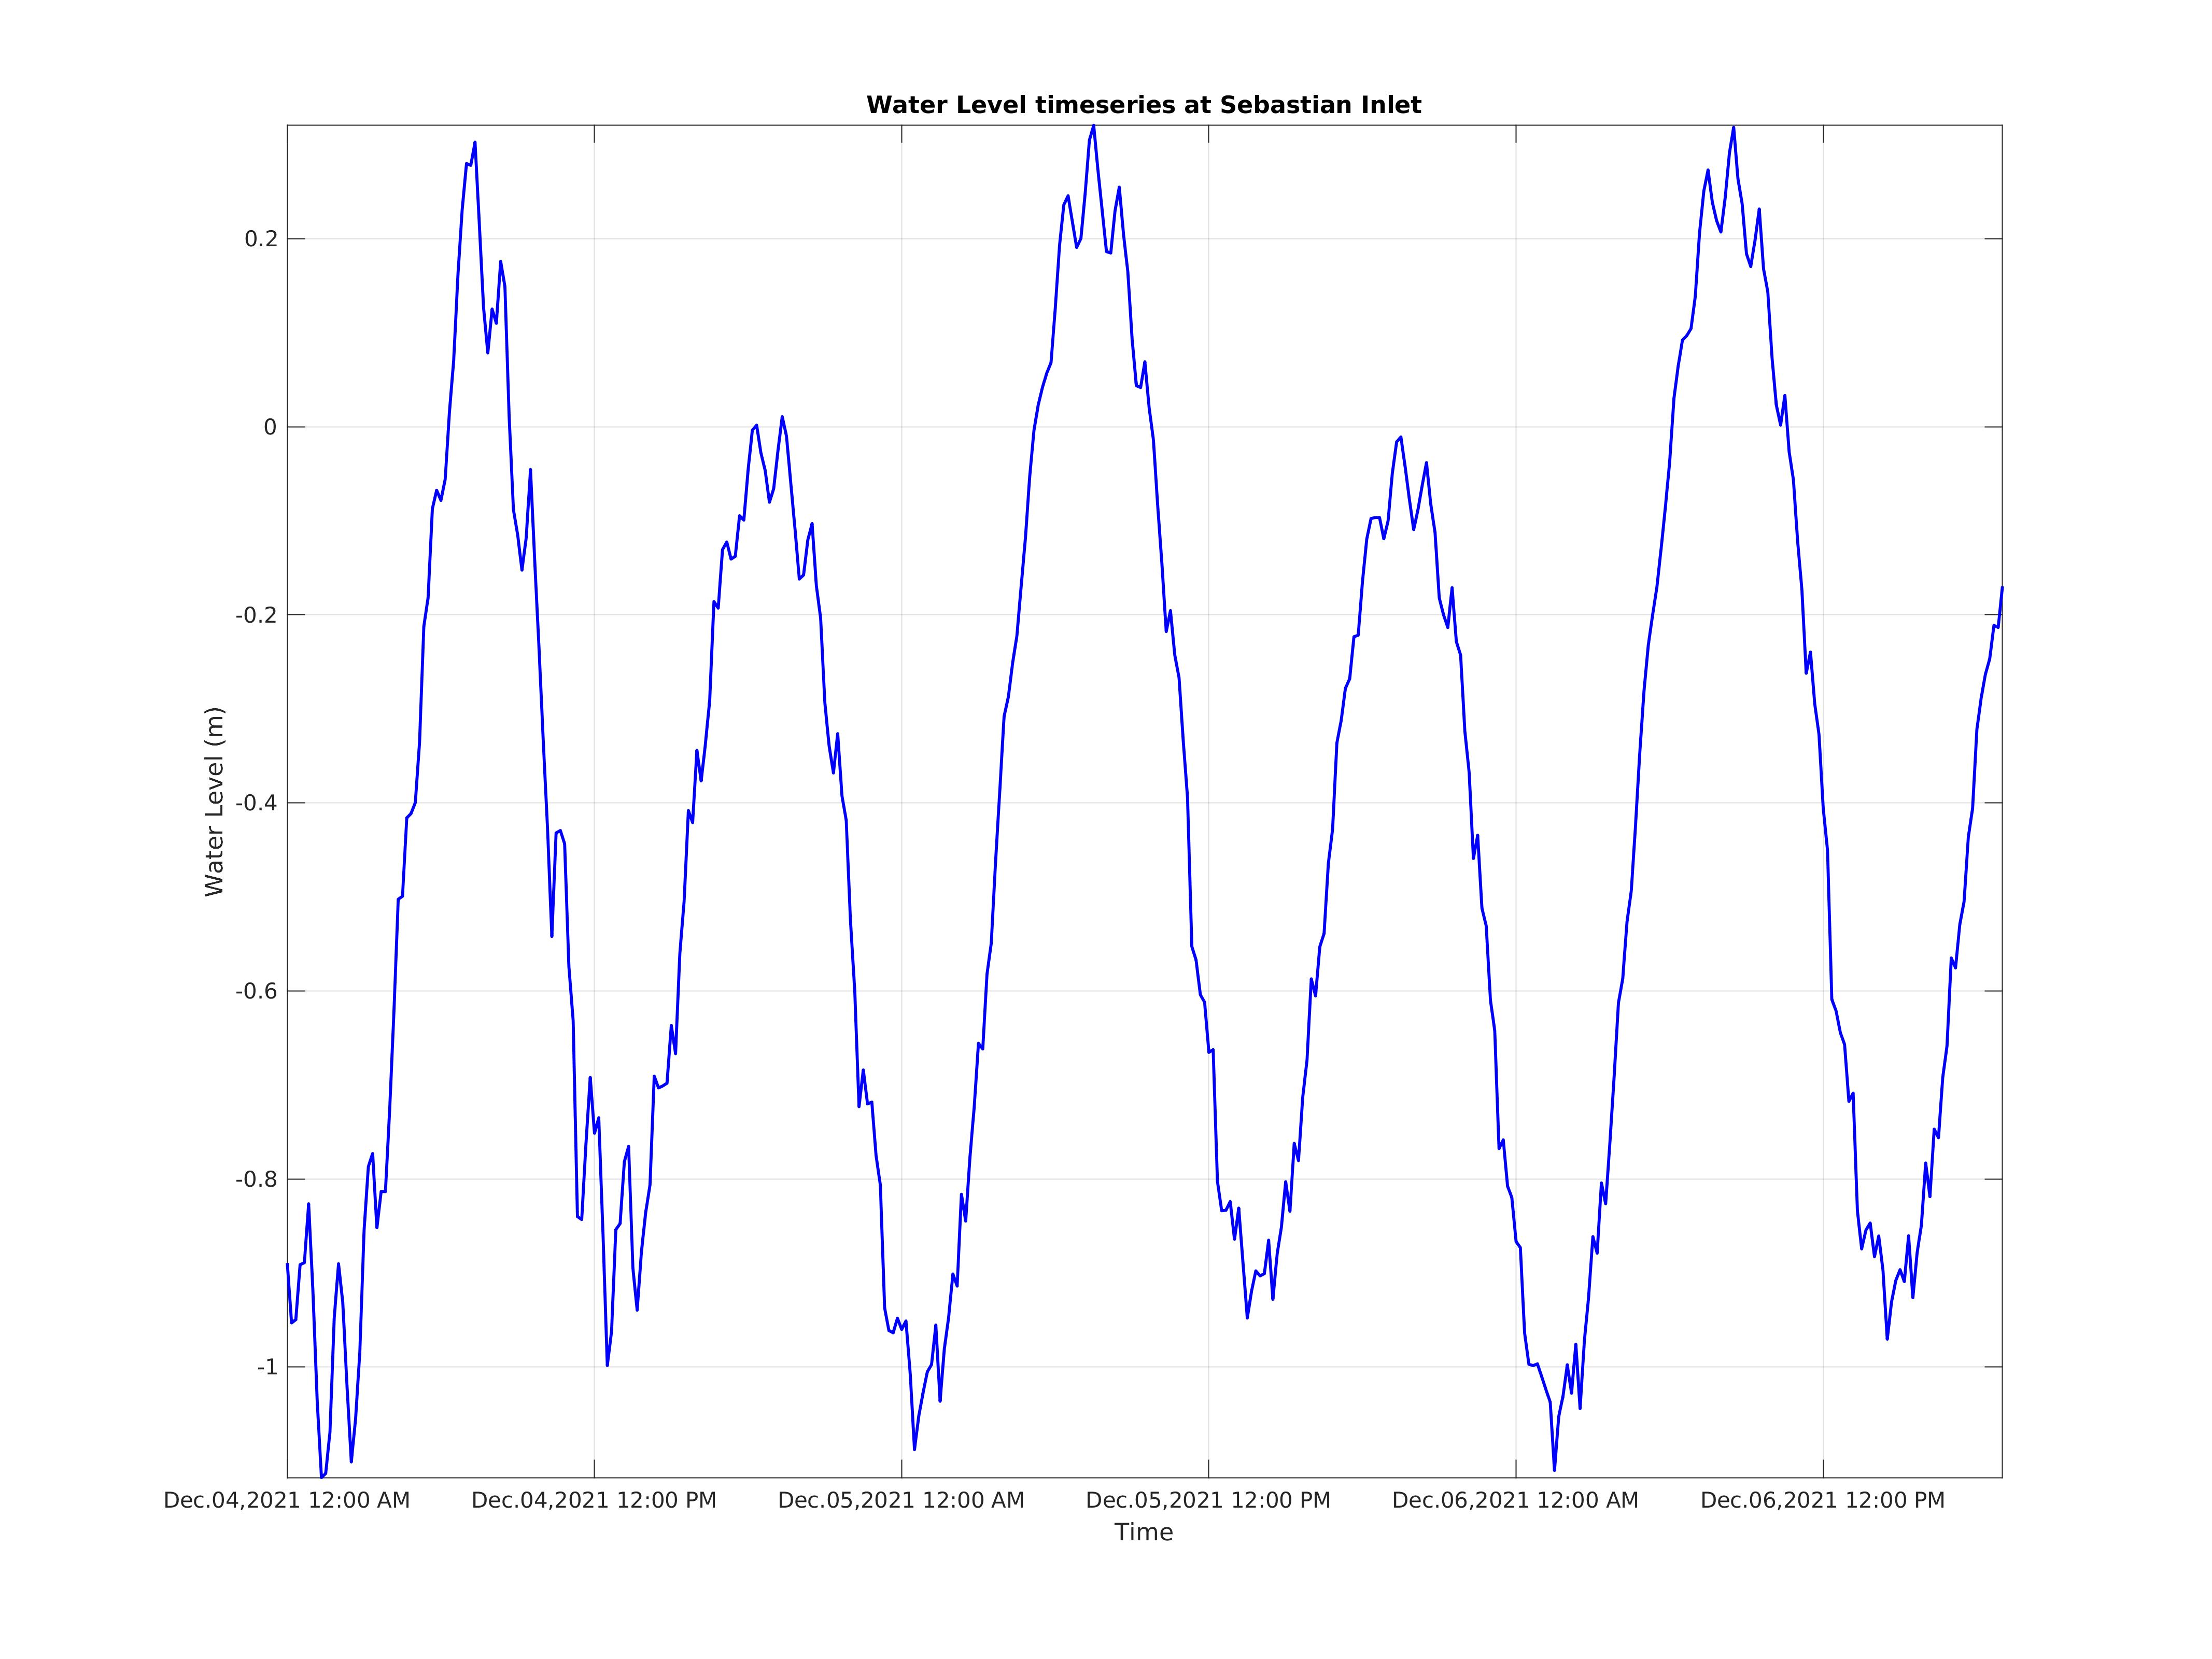 Water Level timeseries at Sebastian Inlet
Water Level (m)
0.2
0
-0.2
-0.4
-0.6
-0.8
-1
Dec.04,2021 12:00 AM
Dec.04,2021 12:00 PM
Dec.05,2021 12:00 AM
Dec.05,2021 12:00 PM
Dec.06,2021 12:00 AM
Dec.06,2021 12:00 PM
Time